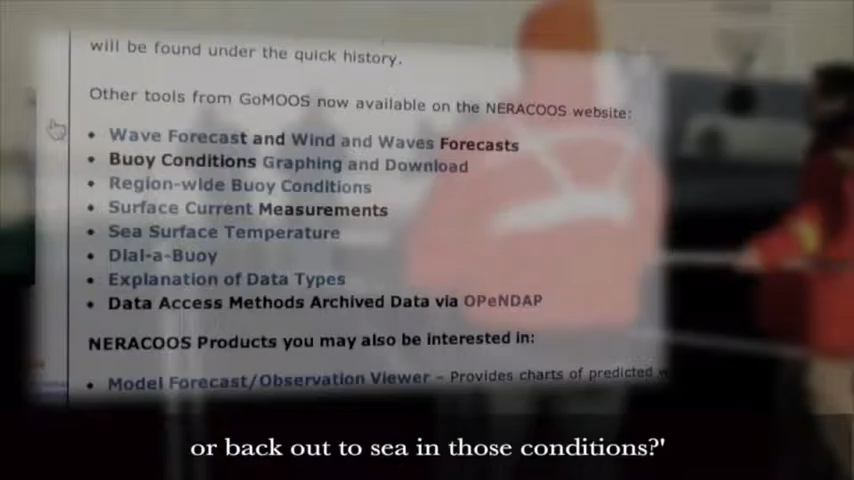 will be found under the quick history.
Other tools from GoMOOS now available on the NERACOOS website:
• Wave Forecast and Wind and Waves Forecasts
• Buoy Conditions Graphing and Download
• Region-wide Buoy Conditions
• Surface Current Measurements
• Sea Surface Temperature
• Dial-a-Buoy
• Explanation of Data Types
• Data Access Methods Archived Data via OPeNDAP
NERACOOS Products you may also be interested in:
• Model Forecast/Observation Viewer – Provides charts of predicted
or back out to sea in those conditions?'